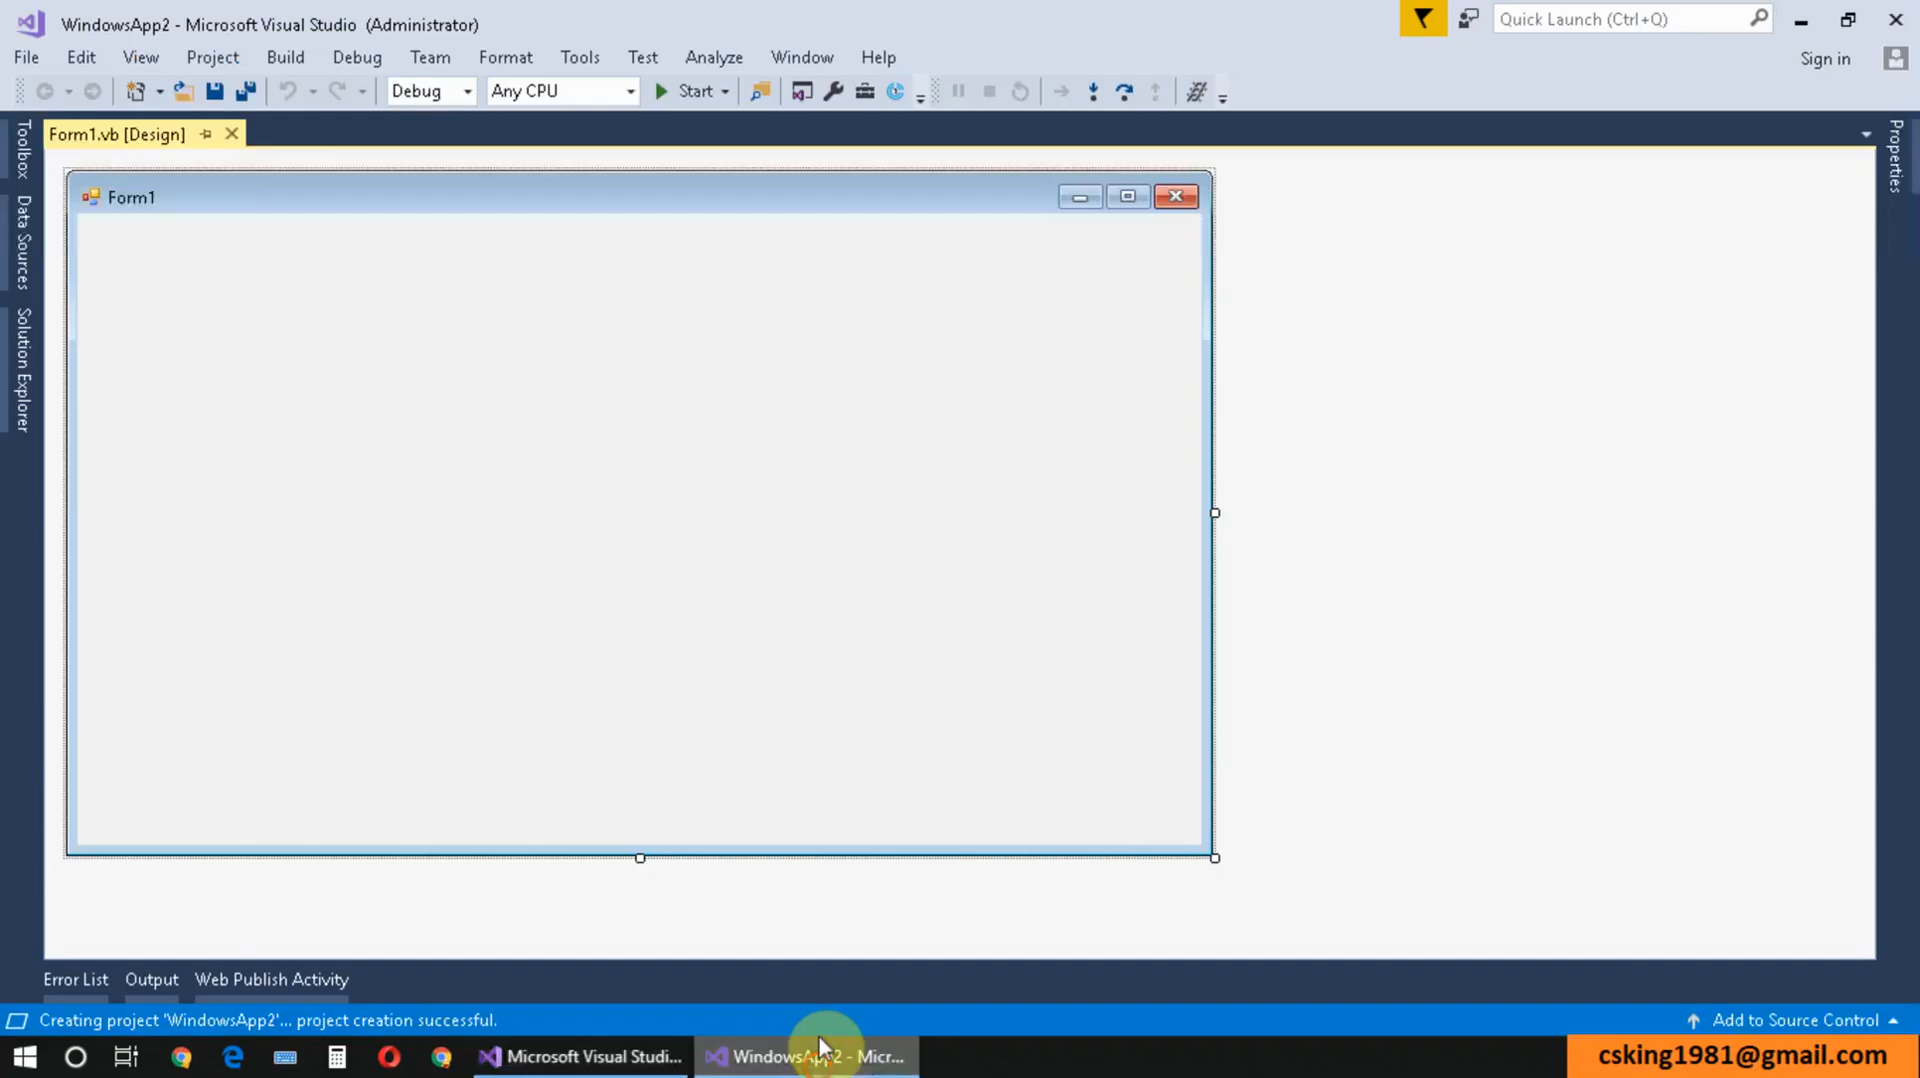 WindowsApp2 - Microsoft Visual Studio (Administrator)
Quick Launch (Ctrl+Q)
File Edit View Project Build Debug Team Format Tools Test Analyze Window Help
Sign in
Debug Any CPU Start
Toolbox
Data Sources
Solution Explorer
Form1.vb [Design]
Properties
Form1
Error List Output Web Publish Activity
Creating project 'WindowsApp2'... project creation successful.
Add to Source Control
Microsoft Visual Studi...
WindowsApp2 - Micr...
csking1981@gmail.com